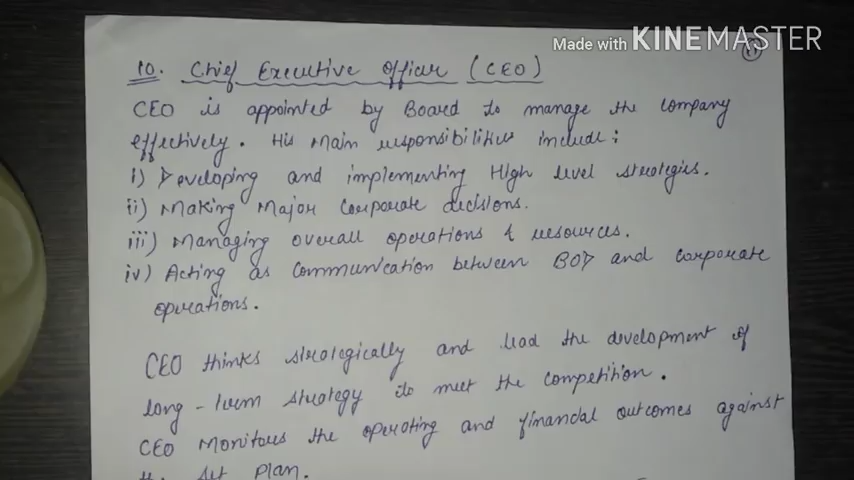 Made with KINEMASTER
10. Chief Executive Officer (CEO)
CEO is appointed by Board to manage the company
effectively. His main responsibilities include:
i) Developing and implementing High level strategies.
ii) Making Major Corporate decisions.
iii) Managing overall operations & resources.
iv) Acting as Communication between BOD and corporate
operations.
CEO thinks strategically and lead the development of
long-term strategy to meet the competition.
CEO Monitors the operating and financial outcomes against
the set plan.